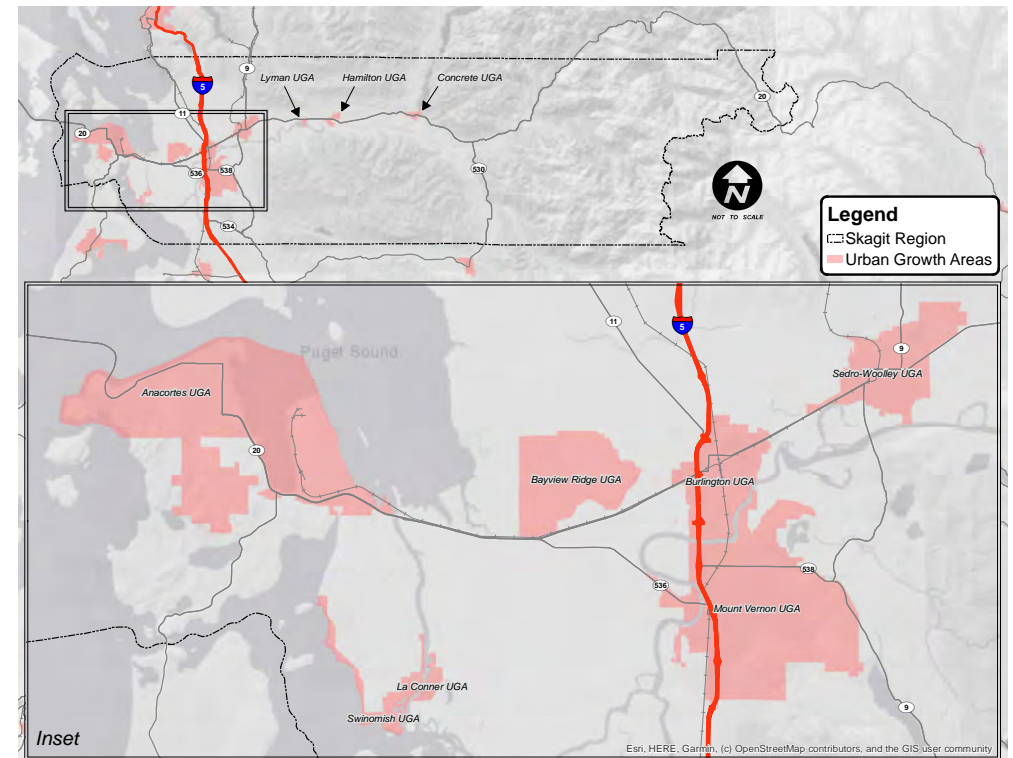 5
9
Lyman UGA
Hamilton UGA
Concrete UGA
20
11
20
536
538
530
534
N
NOT TO SCALE
Legend
Skagit Region
Urban Growth Areas
Puget Sound
11
5
9
Sedro-Woolley UGA
Anacortes UGA
20
Bayview Ridge UGA
Burlington UGA
538
536
Mount Vernon UGA
La Conner UGA
9
Swinomish UGA
Inset
Esri, HERE, Garmin, (c) OpenStreetMap contributors, and the GIS user community